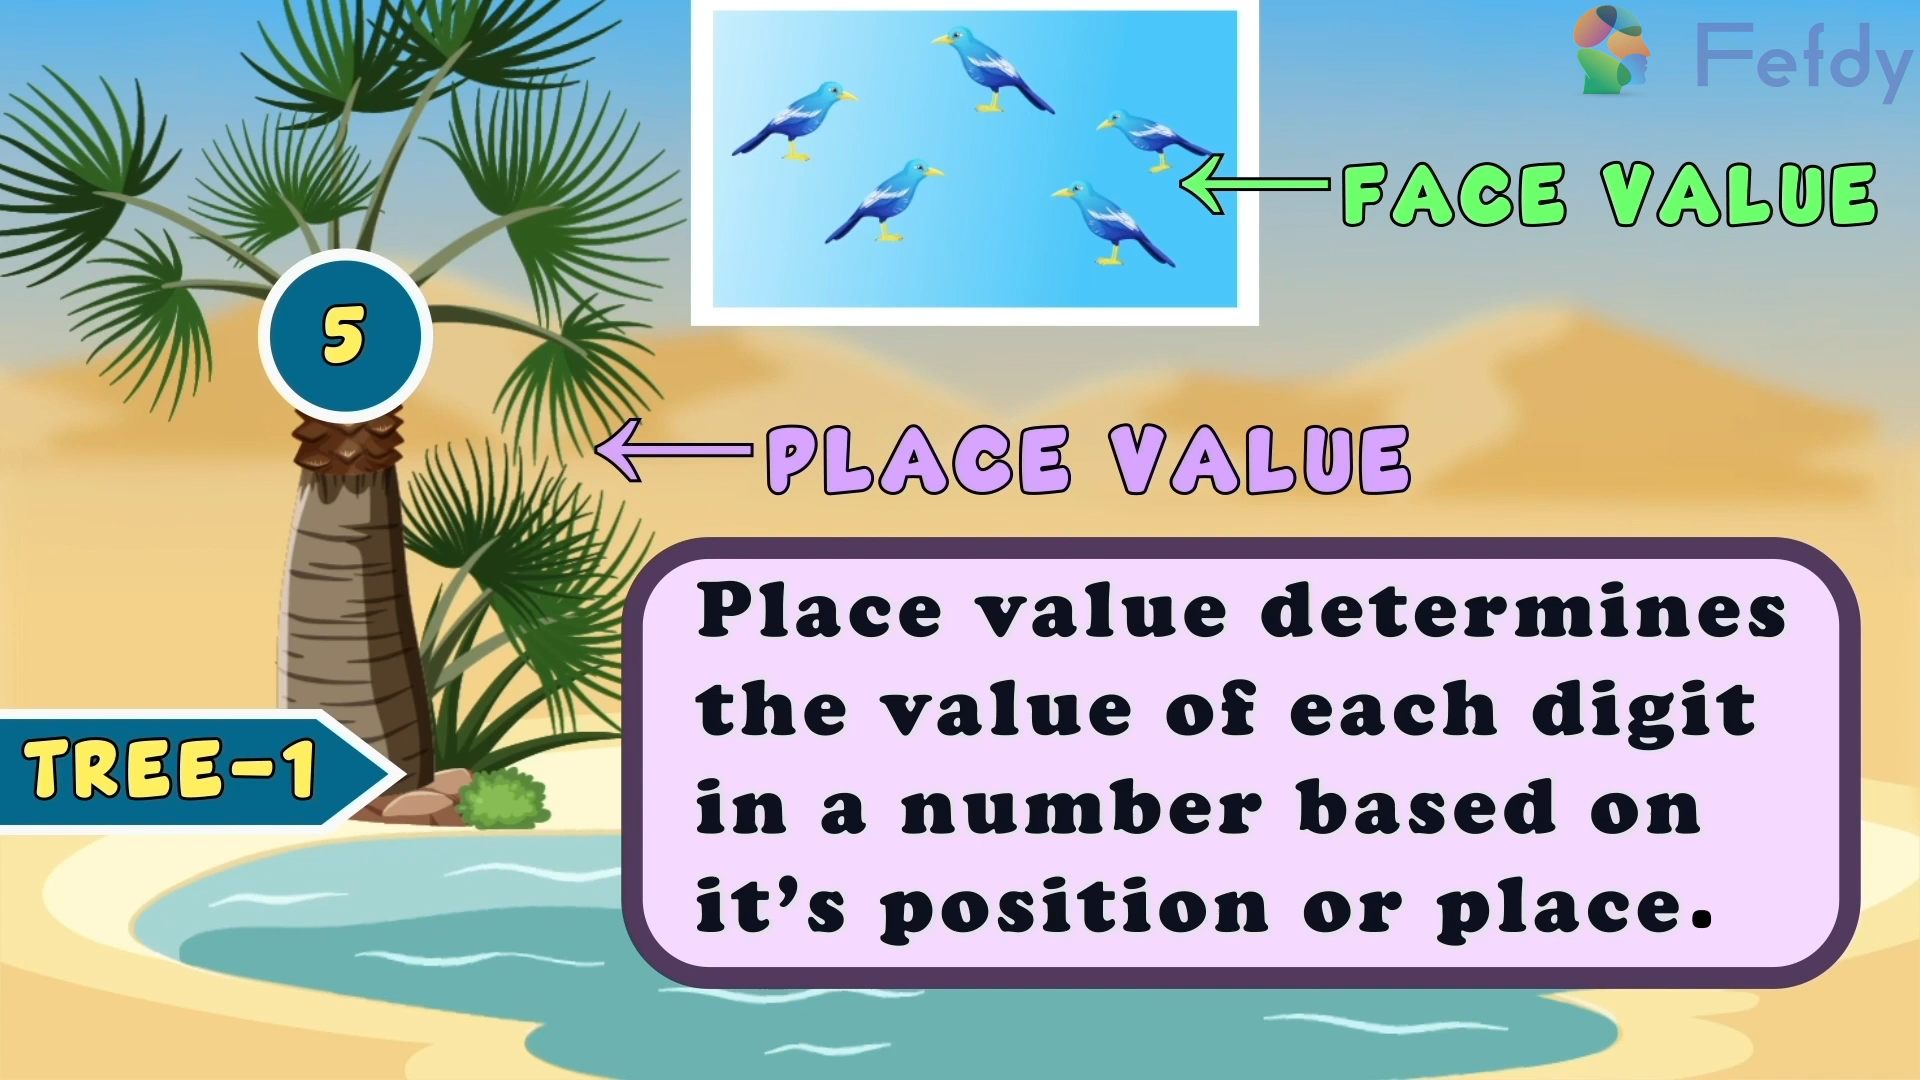 Fefdy
FACE VALUE
5
PLACE VALUE
Place value determines
the value of each digit
in a number based on
it's position or place.
TREE-1